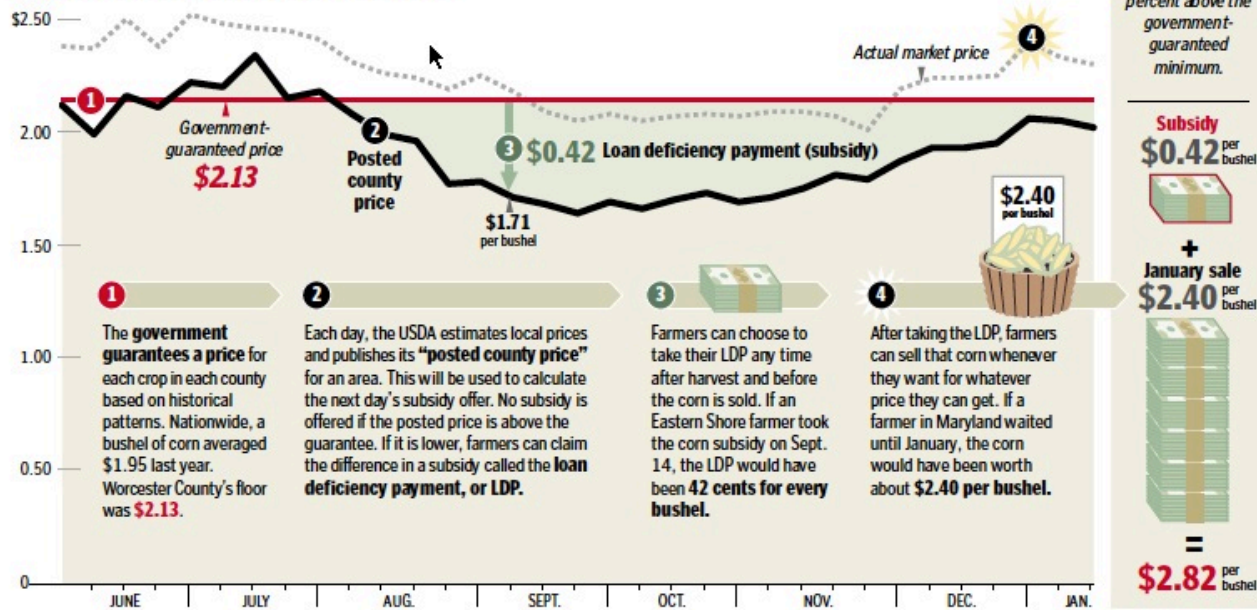 $2.50
2.00
1.50
1.00
0.50
0
1
Government-
guaranteed price
$2.13
2
Posted
county
price
3 $0.42 Loan deficiency payment (subsidy)
$1.71
per bushel
Actual market price
4
$2.40
per bushel
1
The government
guarantees a price for
each crop in each county
based on historical
patterns. Nationwide, a
bushel of corn averaged
$1.95 last year.
Worcester County's floor
was $2.13.
2
Each day, the USDA estimates local prices
and publishes its "posted county price"
for an area. This will be used to calculate
the next day's subsidy offer. No subsidy is
offered if the posted price is above the
guarantee. If it is lower, farmers can claim
the difference in a subsidy called the loan
deficiency payment, or LDP.
3
Farmers can choose to
take their LDP any time
after harvest and before
the corn is sold. If an
Eastern Shore farmer took
the corn subsidy on Sept.
14, the LDP would have
been 42 cents for every
bushel.
4
After taking the LDP, farmers
can sell that corn whenever
they want for whatever
price they can get. If a
farmer in Maryland waited
until January, the corn
would have been worth
about $2.40 per bushel.
JUNE JULY AUG. SEPT. OCT. NOV. DEC. JAN.
percent above the
government-
guaranteed
minimum.
Subsidy
$0.42 per bushel
+
January sale
$2.40 per bushel
=
$2.82 per bushel